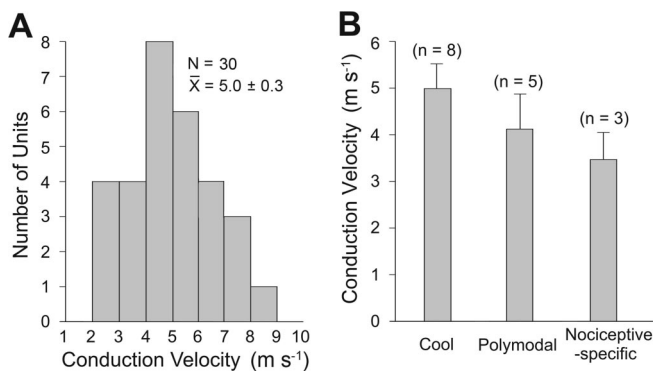 A
Number of Units
8
7
6
5
4
3
2
1
0
N = 30
X̅ = 5.0 ± 0.3
1 2 3 4 5 6 7 8 9 10
Conduction Velocity (m s⁻¹)
B
Conduction Velocity (m s⁻¹)
6
5
4
3
2
1
0
(n = 8)
(n = 5)
(n = 3)
Cool
Polymodal
Nociceptive
-specific